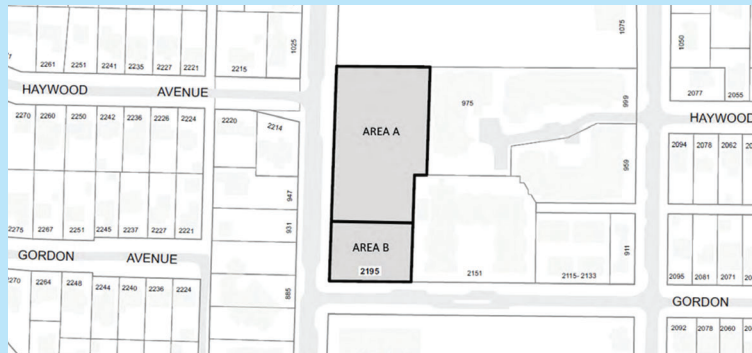 1025
1075
1050
2261 2251 2241 2235 2227 2221
2215
2077 2055
HAYWOOD AVENUE
975
999
HAYWOOD
2270 2260 2250 2242 2236 2226 2224
2220
2214
AREA A
2094 2078 2062
959
947
931
2275 2267 2251 2245 2237 2227 2221
AREA B
911
GORDON AVENUE
2195
2151
2115- 2133
2095 2081 2071
2270 2264 2248 2244 2240 2236 2224
885
GORDON
2092 2078 2060